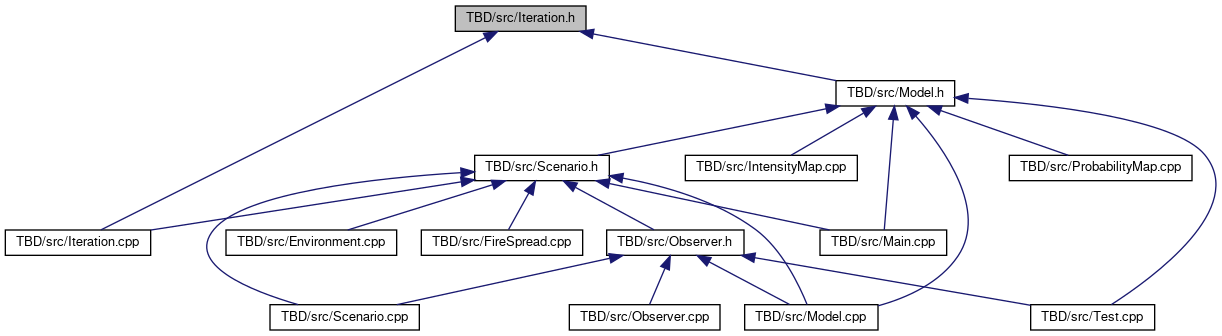 TBD/src/Iteration.h
TBD/src/Model.h
TBD/src/Scenario.h
TBD/src/IntensityMap.cpp
TBD/src/ProbabilityMap.cpp
TBD/src/Iteration.cpp
TBD/src/Environment.cpp
TBD/src/FireSpread.cpp
TBD/src/Observer.h
TBD/src/Main.cpp
TBD/src/Scenario.cpp
TBD/src/Observer.cpp
TBD/src/Model.cpp
TBD/src/Test.cpp